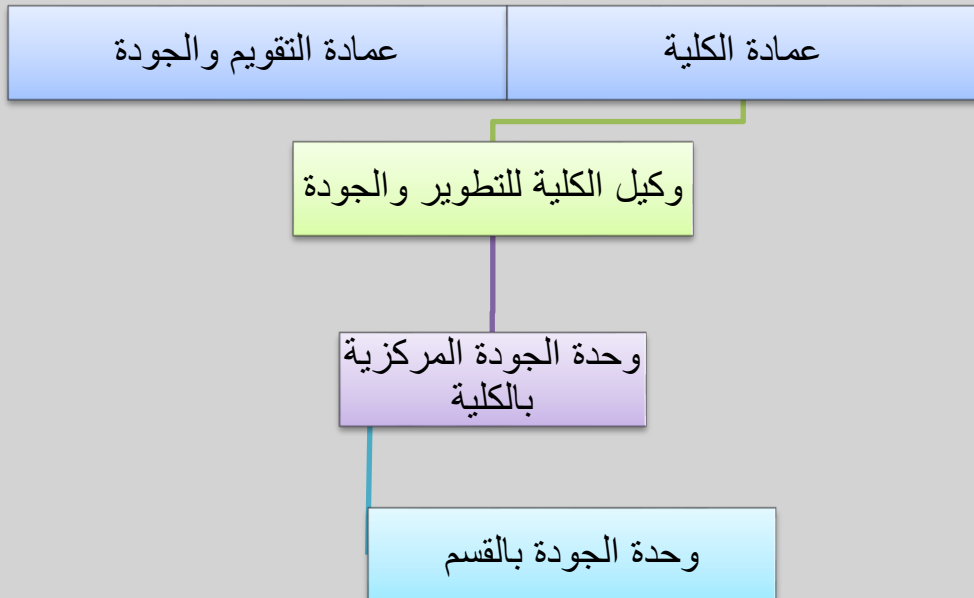 عمادة الكلية
عمادة التقويم والجودة
وكيل الكلية للتطوير والجودة
وحدة الجودة المركزية
بالكلية
وحدة الجودة بالقسم